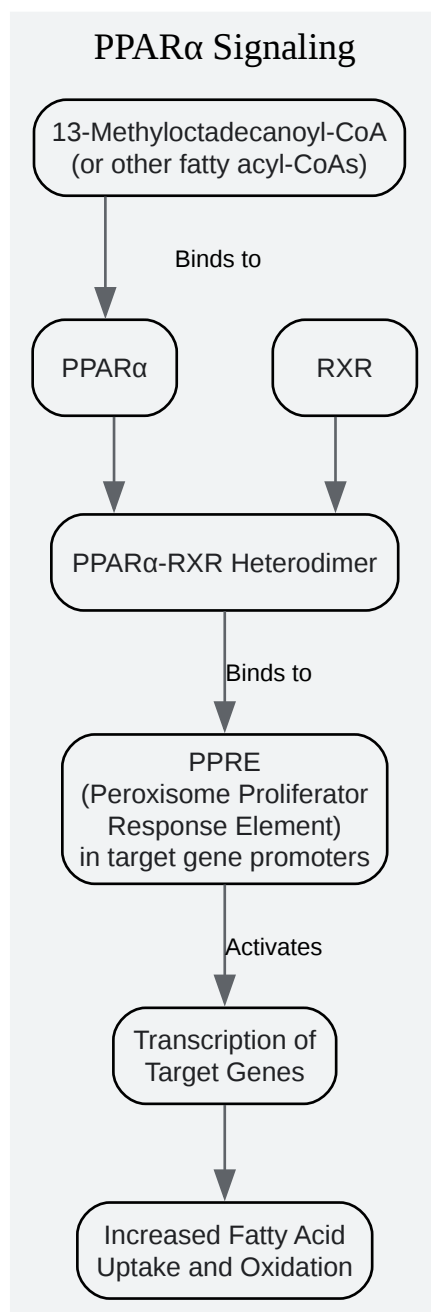 PPARα Signaling
13-Methyloctadecanoyl-CoA
(or other fatty acyl-CoAs)
Binds to
PPARα
RXR
PPARα-RXR Heterodimer
Binds to
PPRE
(Peroxisome Proliferator
Response Element)
in target gene promoters
Activates
Transcription of
Target Genes
Increased Fatty Acid
Uptake and Oxidation